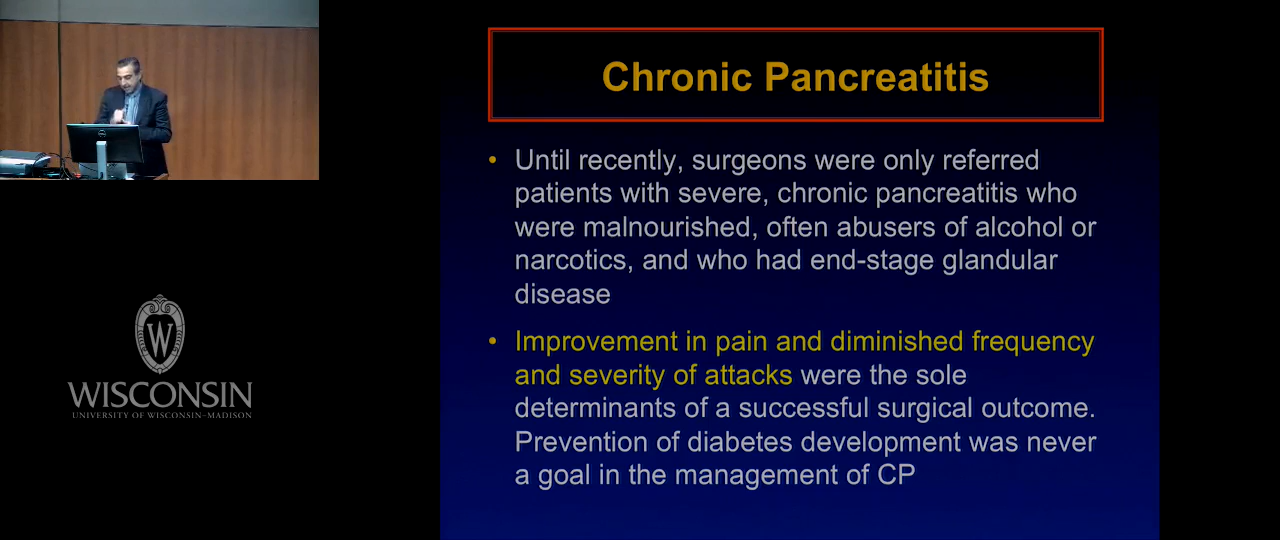 Chronic Pancreatitis
• Until recently, surgeons were only referred
patients with severe, chronic pancreatitis who
were malnourished, often abusers of alcohol or
narcotics, and who had end-stage glandular
disease
• Improvement in pain and diminished frequency
and severity of attacks were the sole
determinants of a successful surgical outcome.
Prevention of diabetes development was never
a goal in the management of CP
W
WISCONSIN
UNIVERSITY OF WISCONSIN–MADISON